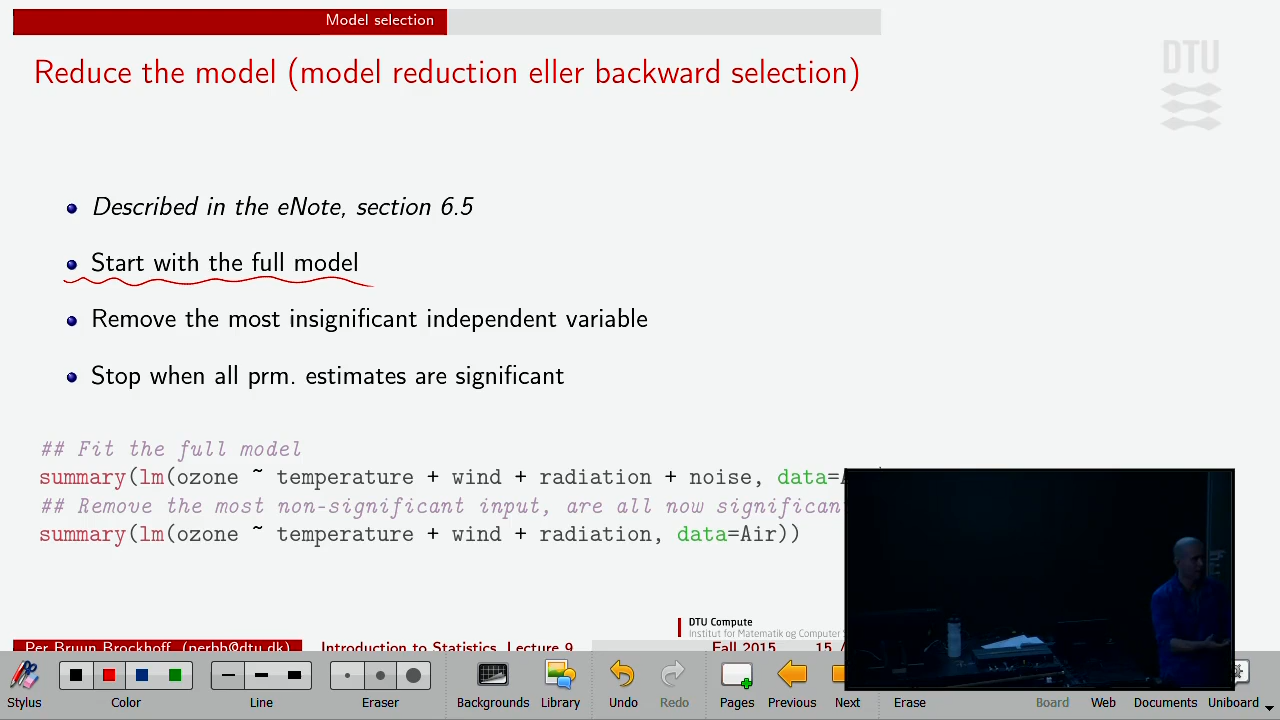 Model selection
Reduce the model (model reduction eller backward selection)
DTU
Described in the eNote, section 6.5
Start with the full model
Remove the most insignificant independent variable
Stop when all prm. estimates are significant
## Fit the full model
summary(lm(ozone ~ temperature + wind + radiation + noise, data=
## Remove the most non-significant input, are all now significan
summary(lm(ozone ~ temperature + wind + radiation, data=Air))
DTU Compute
Institut for Matematik og Computer
Per Bruun Brockhoff (perbb@dtu.dk) Introduction to Statistics, Lecture 9 Fall 2015 15 /
Stylus Color Line Eraser Backgrounds Library Undo Redo Pages Previous Next Erase Board Web Documents Uniboard